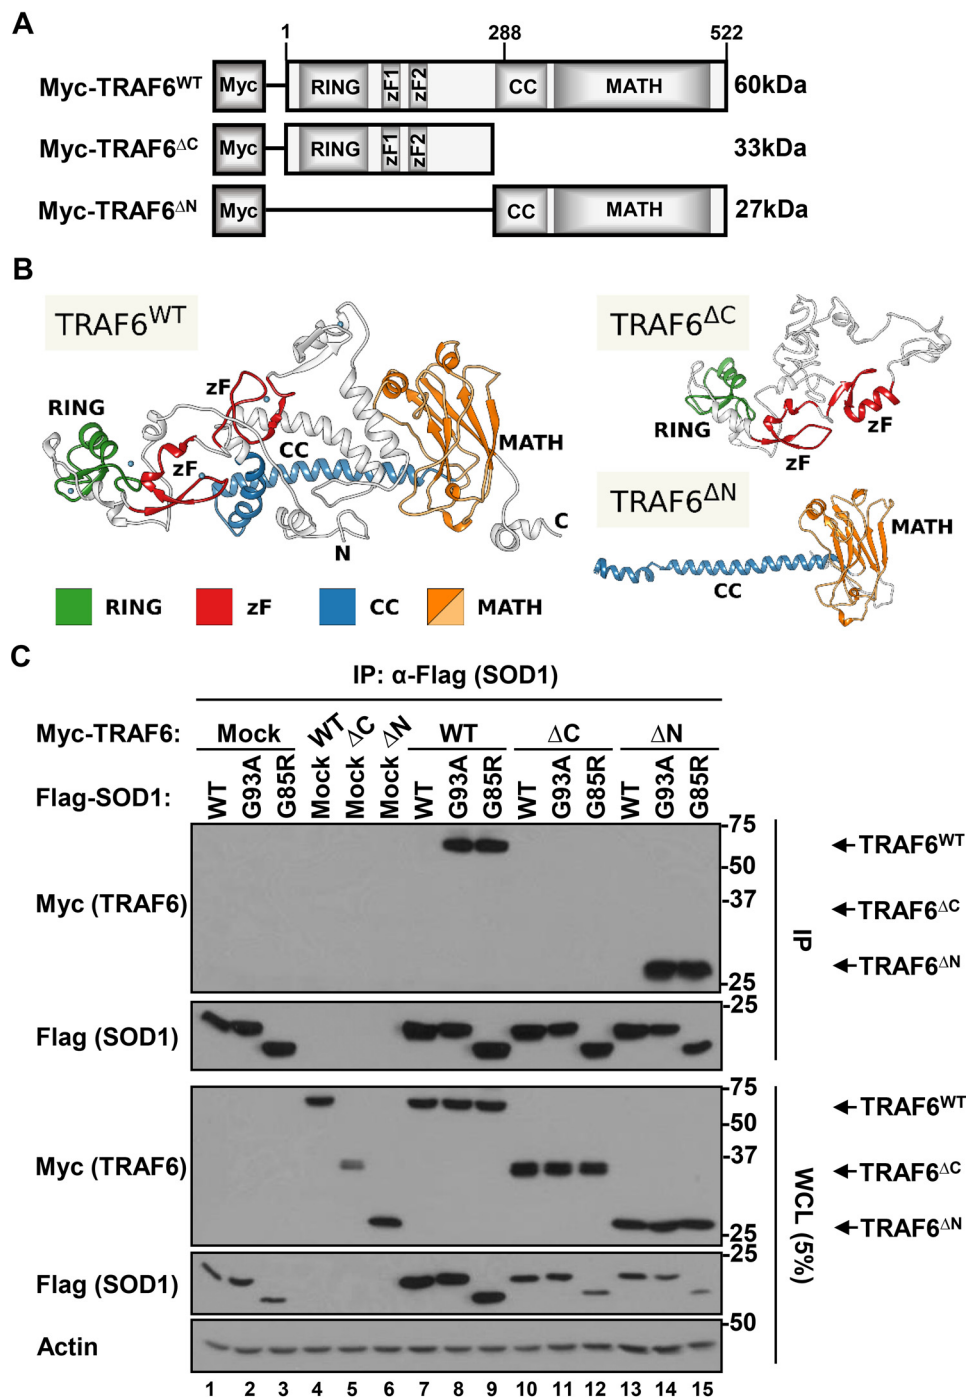 A
1 288 522
Myc-TRAF6WT Myc RING zF1 zF2 CC MATH 60kDa
Myc-TRAF6ΔC Myc RING zF1 zF2 33kDa
Myc-TRAF6ΔN Myc CC MATH 27kDa
B
TRAF6WT
RING
zF
zF
CC
MATH
N
C
TRAF6ΔC
RING
zF
zF
TRAF6ΔN
MATH
CC
RING zF CC MATH
C
IP: α-Flag (SOD1)
Myc-TRAF6: Mock WT ΔC ΔN WT ΔC ΔN
Flag-SOD1: WT G93A G85R Mock Mock Mock WT G93A G85R WT G93A G85R WT G93A G85R
Myc (TRAF6)
-75
-50
-37
-25
TRAF6WT
TRAF6ΔC
TRAF6ΔN
IP
Flag (SOD1)
-25
Myc (TRAF6)
-75
-50
-37
-25
TRAF6WT
TRAF6ΔC
TRAF6ΔN
WCL (5%)
Flag (SOD1)
-25
Actin
-50
1 2 3 4 5 6 7 8 9 10 11 12 13 14 15